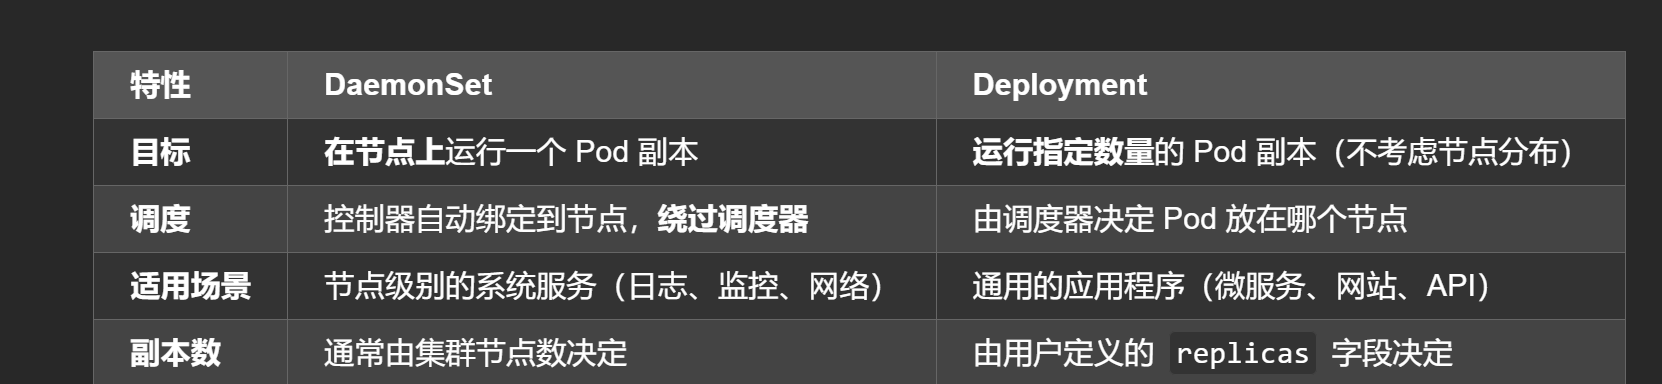 特性 DaemonSet Deployment
目标 在节点上运行一个 Pod 副本 运行指定数量的 Pod 副本（不考虑节点分布）
调度 控制器自动绑定到节点，绕过调度器 由调度器决定 Pod 放在哪个节点
适用场景 节点级别的系统服务（日志、监控、网络） 通用的应用程序（微服务、网站、API）
副本数 通常由集群节点数决定 由用户定义的 replicas 字段决定